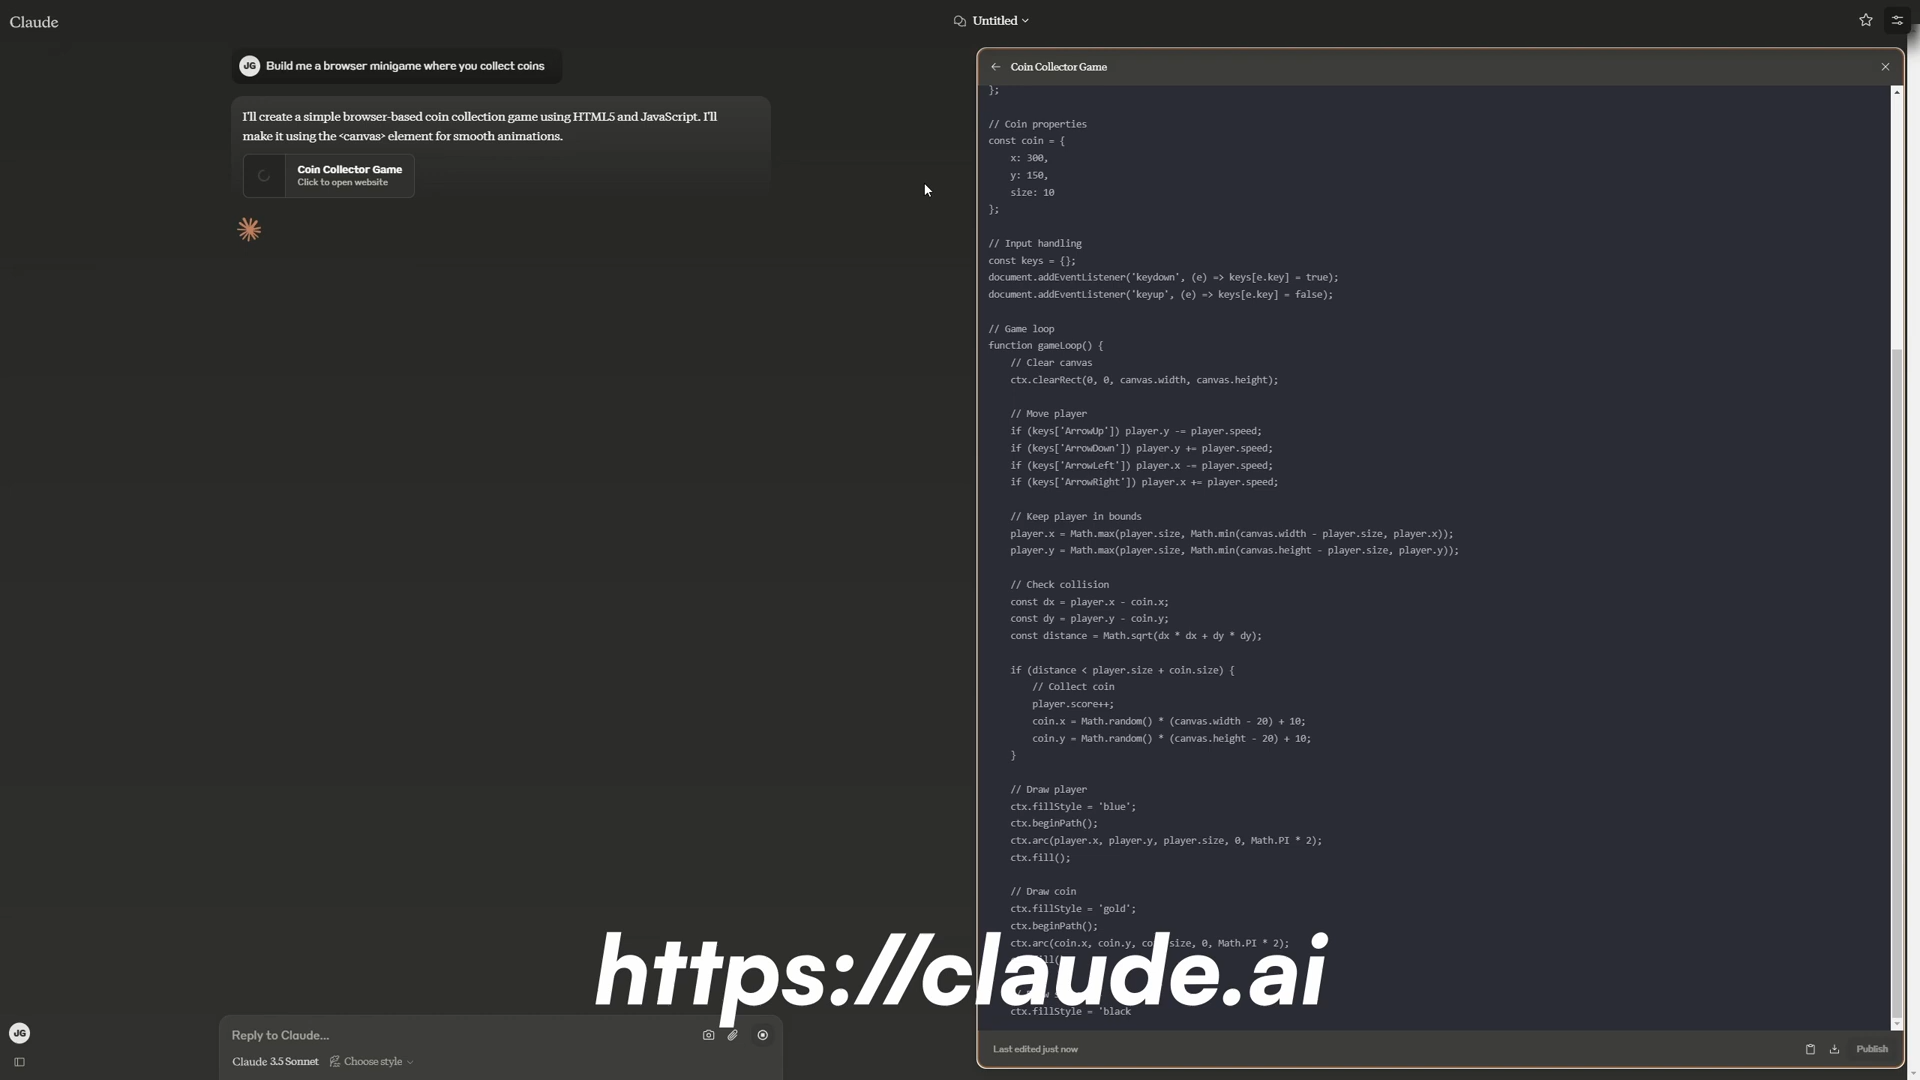 Claude
Untitled
JG Build me a browser minigame where you collect coins
I'll create a simple browser-based coin collection game using HTML5 and JavaScript. I'll
make it using the <canvas> element for smooth animations.
Coin Collector Game
Click to open website
Coin Collector Game
};
// Coin properties
const coin = {
    x: 300,
    y: 150,
    size: 10
};
// Input handling
const keys = {};
document.addEventListener('keydown', (e) => keys[e.key] = true);
document.addEventListener('keyup', (e) => keys[e.key] = false);
// Game loop
function gameLoop() {
    // Clear canvas
    ctx.clearRect(0, 0, canvas.width, canvas.height);
    // Move player
    if (keys['ArrowUp']) player.y -= player.speed;
    if (keys['ArrowDown']) player.y += player.speed;
    if (keys['ArrowLeft']) player.x -= player.speed;
    if (keys['ArrowRight']) player.x += player.speed;
    // Keep player in bounds
    player.x = Math.max(player.size, Math.min(canvas.width - player.size, player.x));
    player.y = Math.max(player.size, Math.min(canvas.height - player.size, player.y));
    // Check collision
    const dx = player.x - coin.x;
    const dy = player.y - coin.y;
    const distance = Math.sqrt(dx * dx + dy * dy);
    if (distance < player.size + coin.size) {
        // Collect coin
        player.score++;
        coin.x = Math.random() * (canvas.width - 20) + 10;
        coin.y = Math.random() * (canvas.height - 20) + 10;
    }
    // Draw player
    ctx.fillStyle = 'blue';
    ctx.beginPath();
    ctx.arc(player.x, player.y, player.size, 0, Math.PI * 2);
    ctx.fill();
    // Draw coin
    ctx.fillStyle = 'gold';
    ctx.beginPath();
    ctx.arc(coin.x, coin.y, size, 0, Math.PI * 2);
    ctx.fillStyle = 'black
https://claude.ai
JG
Reply to Claude...
Claude 3.5 Sonnet Choose style
Last edited just now
Publish